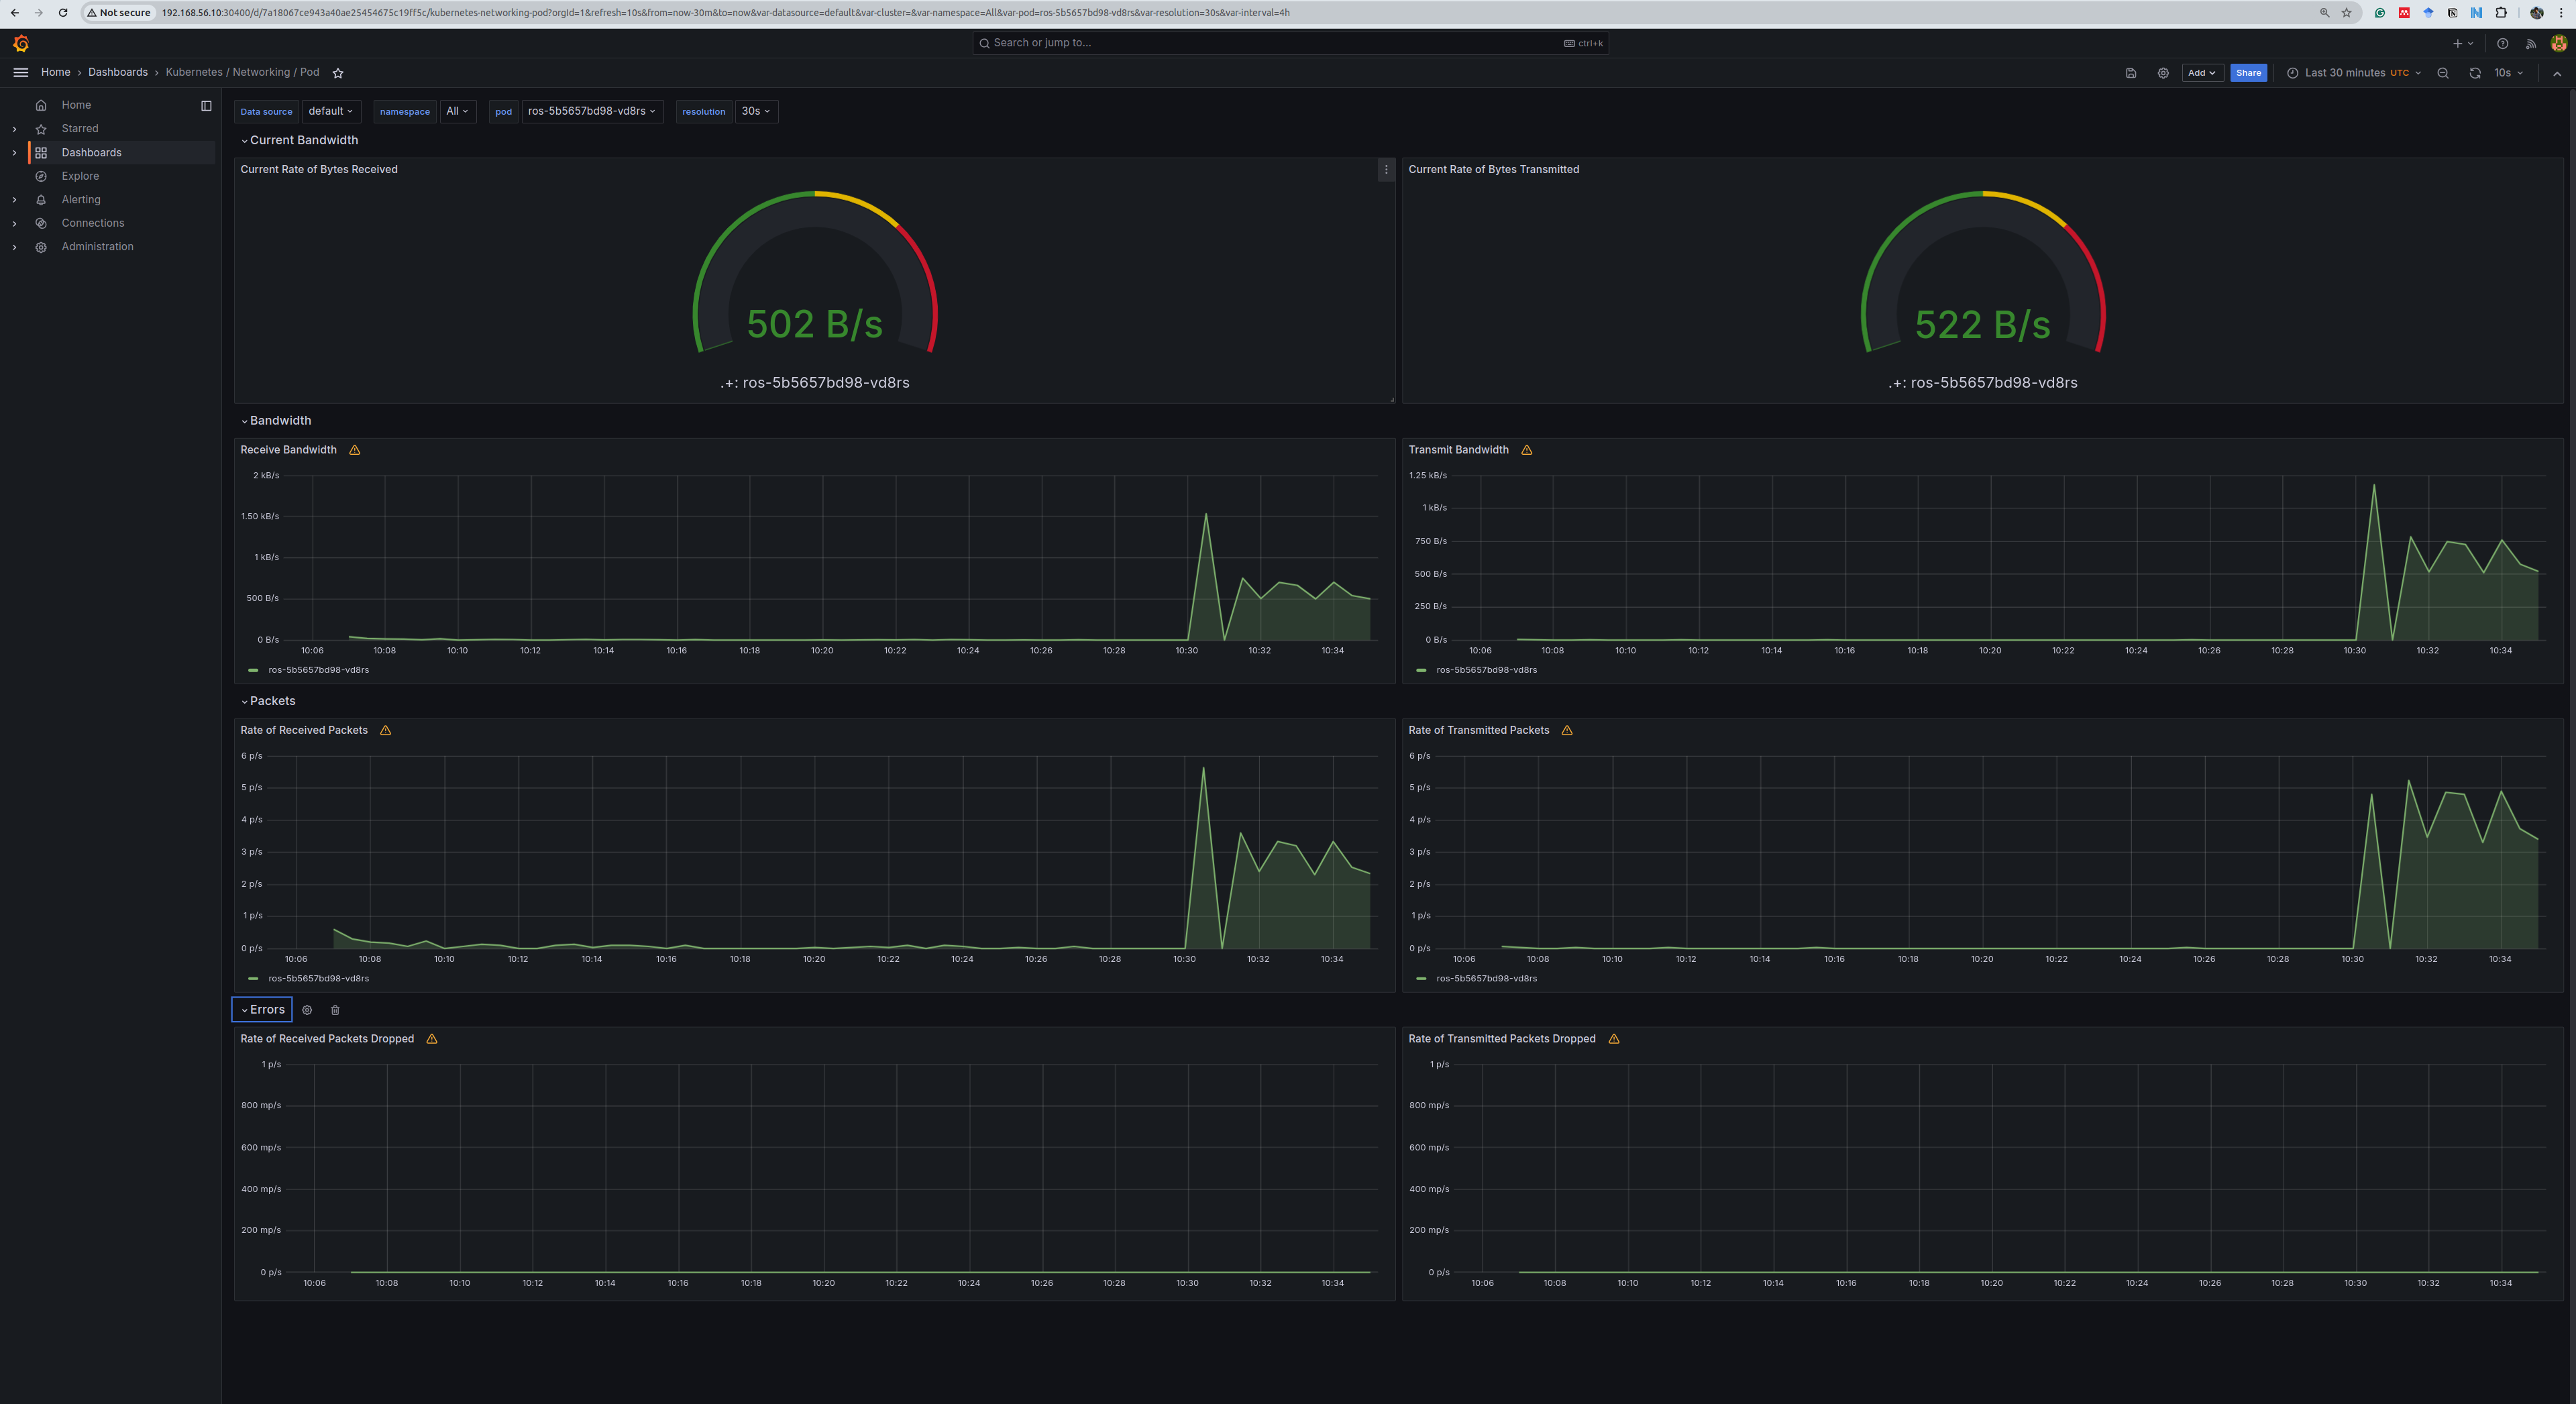 Not secure 192.168.56.10:30400/d/7a18067ce943a40ae25454675c19ff5c/kubernetes-networking-pod?orgId=1&refresh=10s&from=now-30m&to=now&var-datasource=default&var-cluster=&var-namespace=All&var-pod=ros-5b5657bd98-vd8rs&var-resolution=30s&var-interval=4h
Search or jump to... ctrl+k
Home › Dashboards › Kubernetes / Networking / Pod Add Share Last 30 minutes UTC 10s
Home
Starred
Dashboards
Explore
Alerting
Connections
Administration
Data source default namespace All pod ros-5b5657bd98-vd8rs resolution 30s
Current Bandwidth
Current Rate of Bytes Received
502 B/s
.+: ros-5b5657bd98-vd8rs
Current Rate of Bytes Transmitted
522 B/s
.+: ros-5b5657bd98-vd8rs
Bandwidth
Receive Bandwidth
2 kB/s
1.50 kB/s
1 kB/s
500 B/s
0 B/s
10:06 10:08 10:10 10:12 10:14 10:16 10:18 10:20 10:22 10:24 10:26 10:28 10:30 10:32 10:34
ros-5b5657bd98-vd8rs
Transmit Bandwidth
1.25 kB/s
1 kB/s
750 B/s
500 B/s
250 B/s
0 B/s
10:06 10:08 10:10 10:12 10:14 10:16 10:18 10:20 10:22 10:24 10:26 10:28 10:30 10:32 10:34
ros-5b5657bd98-vd8rs
Packets
Rate of Received Packets
6 p/s
5 p/s
4 p/s
3 p/s
2 p/s
1 p/s
0 p/s
10:06 10:08 10:10 10:12 10:14 10:16 10:18 10:20 10:22 10:24 10:26 10:28 10:30 10:32 10:34
ros-5b5657bd98-vd8rs
Rate of Transmitted Packets
6 p/s
5 p/s
4 p/s
3 p/s
2 p/s
1 p/s
0 p/s
10:06 10:08 10:10 10:12 10:14 10:16 10:18 10:20 10:22 10:24 10:26 10:28 10:30 10:32 10:34
ros-5b5657bd98-vd8rs
Errors
Rate of Received Packets Dropped
1 p/s
800 mp/s
600 mp/s
400 mp/s
200 mp/s
0 p/s
10:06 10:08 10:10 10:12 10:14 10:16 10:18 10:20 10:22 10:24 10:26 10:28 10:30 10:32 10:34
Rate of Transmitted Packets Dropped
1 p/s
800 mp/s
600 mp/s
400 mp/s
200 mp/s
0 p/s
10:06 10:08 10:10 10:12 10:14 10:16 10:18 10:20 10:22 10:24 10:26 10:28 10:30 10:32 10:34